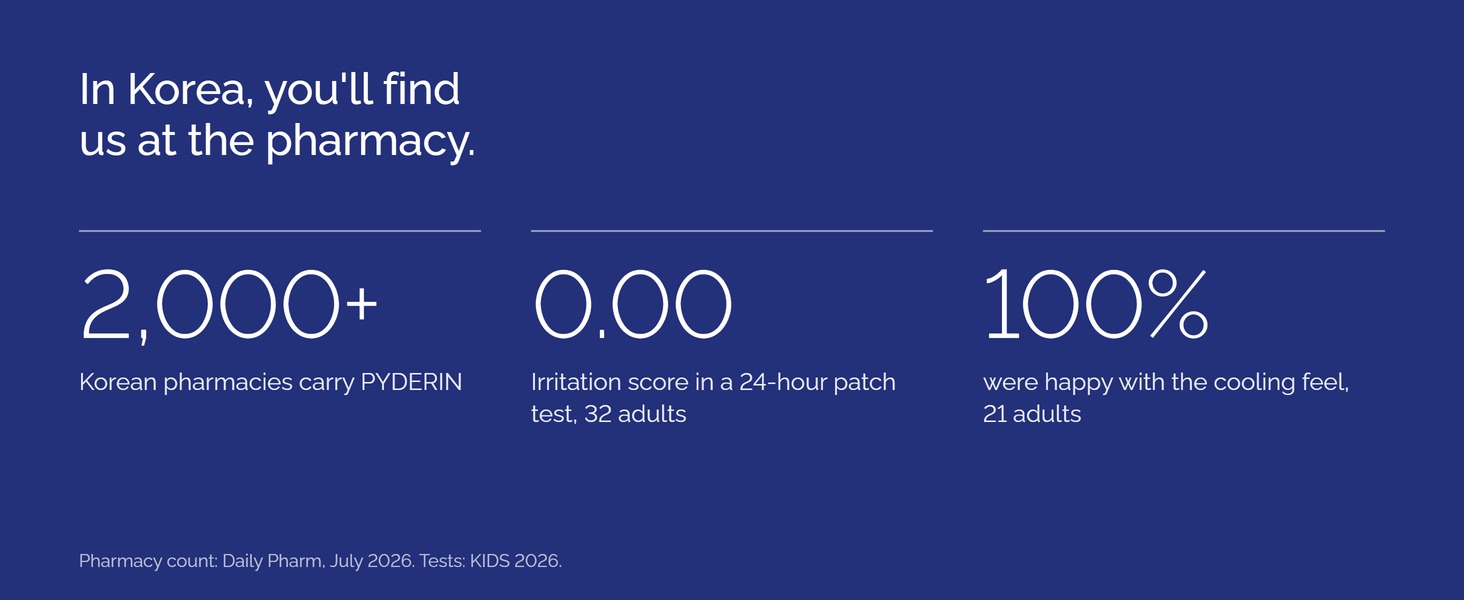 In Korea, you'll find
us at the pharmacy.
2,000+
Korean pharmacies carry PYDERIN
0.00
Irritation score in a 24-hour patch
test, 32 adults
100%
were happy with the cooling feel,
21 adults
Pharmacy count: Daily Pharm, July 2026. Tests: KIDS 2026.